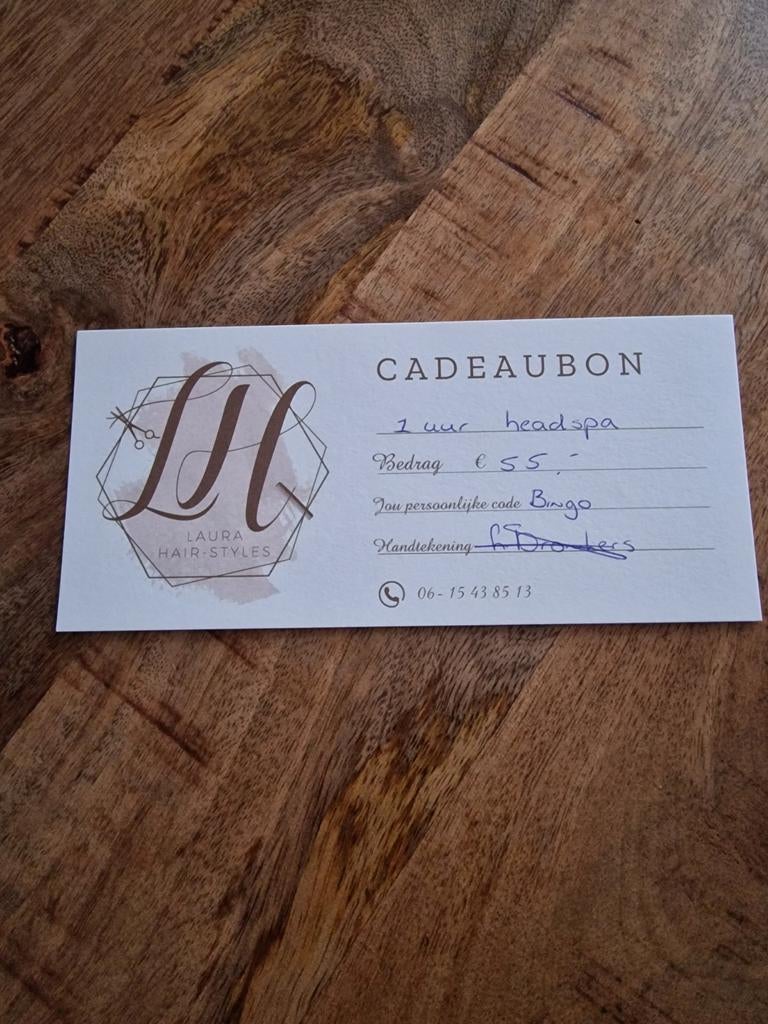 LH
LAURA
HAIR-STYLES
CADEAUBON
1 uur headspa
Bedrag € 55,-
Jou persoonlijke code Bingo
Handtekening
06- 15 43 85 13